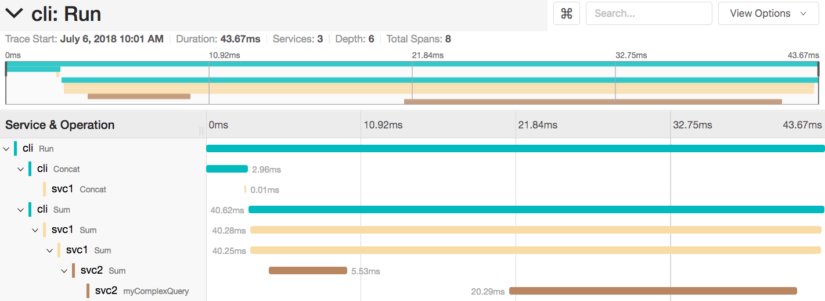 cli: Run
⌘
Search...
View Options
Trace Start: July 6, 2018 10:01 AM Duration: 43.67ms Services: 3 Depth: 6 Total Spans: 8
0ms 10.92ms 21.84ms 32.75ms 43.67ms
Service & Operation 0ms 10.92ms 21.84ms 32.75ms 43.67ms
cli Run
cli Concat 2.96ms
svc1 Concat 0.01ms
cli Sum 40.62ms
svc1 Sum 40.28ms
svc1 Sum 40.25ms
svc2 Sum 5.53ms
svc2 myComplexQuery 20.29ms